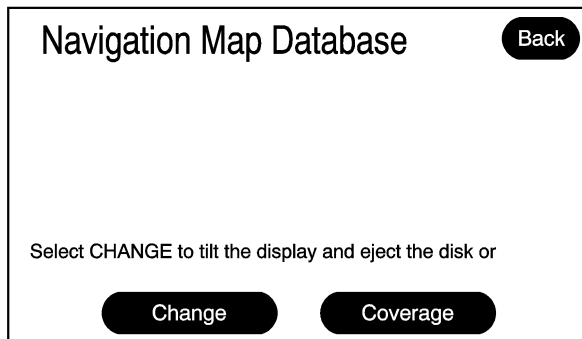 Navigation Map Database
Back
Select CHANGE to tilt the display and eject the disk or
Change
Coverage